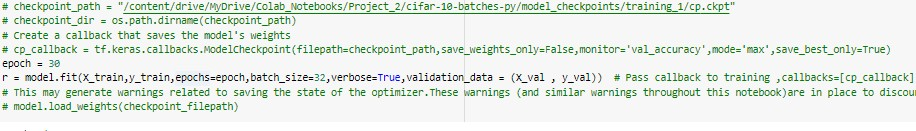 # checkpoint_path = "/content/drive/MyDrive/Colab_Notebooks/Project_2/cifar-10-batches-py/model_checkpoints/training_1/cp.ckpt"
# checkpoint_dir = os.path.dirname(checkpoint_path)
# Create a callback that saves the model's weights
# cp_callback = tf.keras.callbacks.ModelCheckpoint(filepath=checkpoint_path,save_weights_only=False,monitor='val_accuracy',mode='max',save_best_only=True)
epoch = 30
r = model.fit(X_train,y_train,epochs=epoch,batch_size=32,verbose=True,validation_data = (X_val , y_val))  # Pass callback to training ,callbacks=[cp_callback]
# This may generate warnings related to saving the state of the optimizer.These warnings (and similar warnings throughout this notebook)are in place to discou
# model.load_weights(checkpoint_filepath)